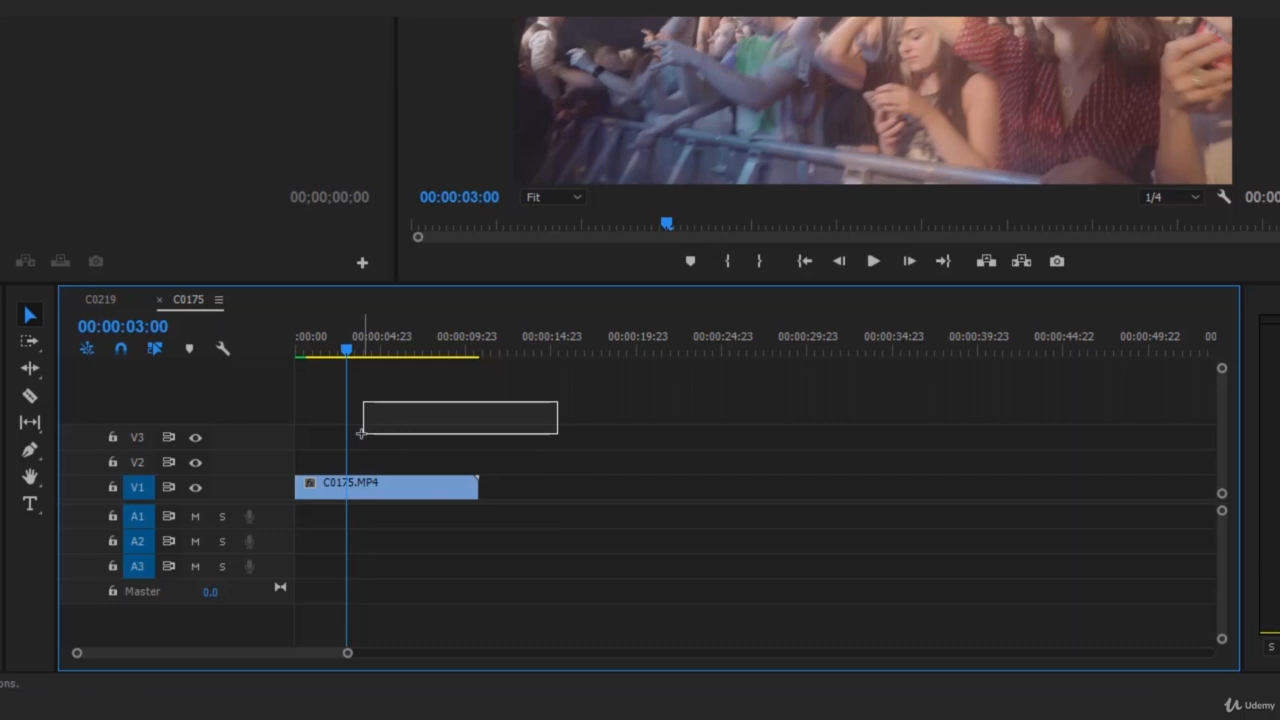 00;00;00;00
00:00:03:00
Fit
1/4
C0219
× C0175
00:00:03:00
:00:00
00:00:04:23
00:00:09:23
00:00:14:23
00:00:19:23
00:00:24:23
00:00:29:23
00:00:34:23
00:00:39:23
00:00:44:22
00:00:49:22
00
V3
V2
V1
C0175.MP4
A1 M S
A2 M S
A3 M S
Master 0.0
S
ons.
Udemy